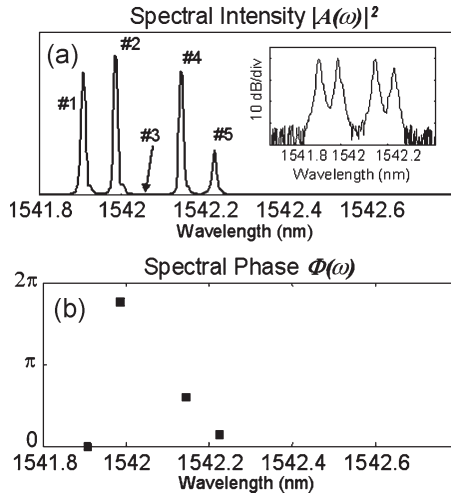 Spectral Intensity |A(ω)|²
(a)
#1
#2
#3
#4
#5
10 dB/div
1541.8 1542 1542.2
Wavelength (nm)
1541.8 1542 1542.2 1542.4 1542.6
Wavelength (nm)
Spectral Phase Φ(ω)
2π
(b)
π
0
1541.8 1542 1542.2 1542.4 1542.6
Wavelength (nm)